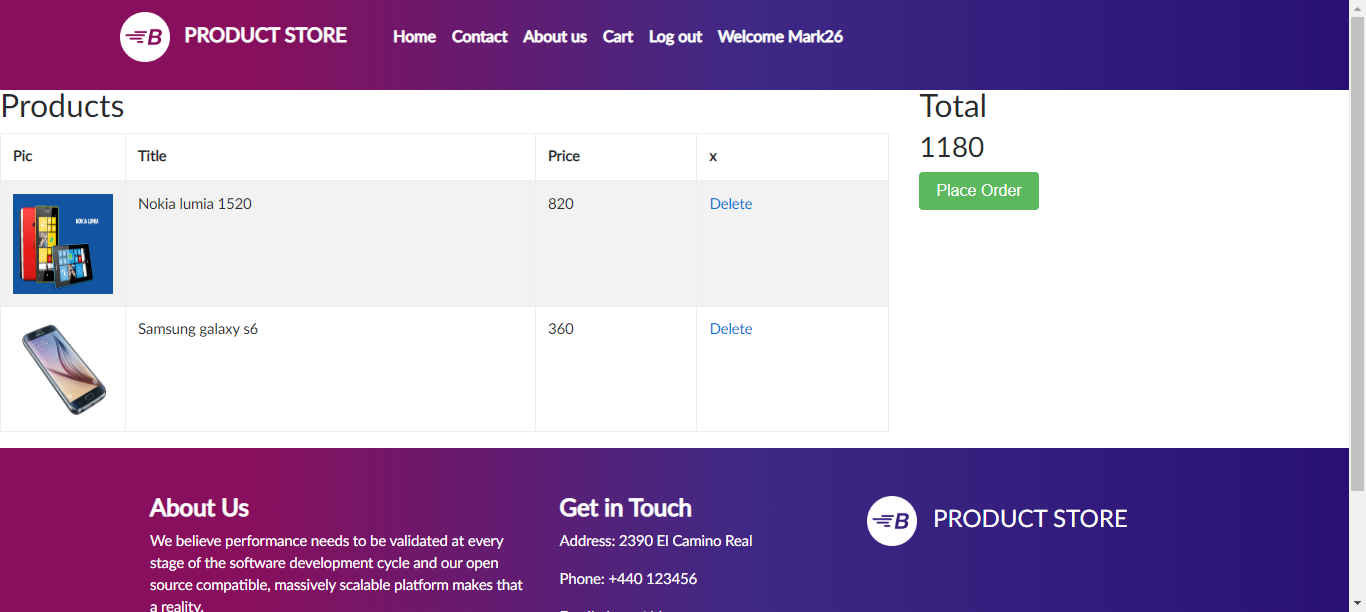 B PRODUCT STORE Home Contact About us Cart Log out Welcome Mark26
Products
Pic Title Price x
NOKIA LUMIA
Nokia lumia 1520 820 Delete
Samsung galaxy s6 360 Delete
Total
1180
Place Order
About Us
We believe performance needs to be validated at every
stage of the software development cycle and our open
source compatible, massively scalable platform makes that
a reality.
Get in Touch
Address: 2390 El Camino Real
Phone: +440 123456
B PRODUCT STORE